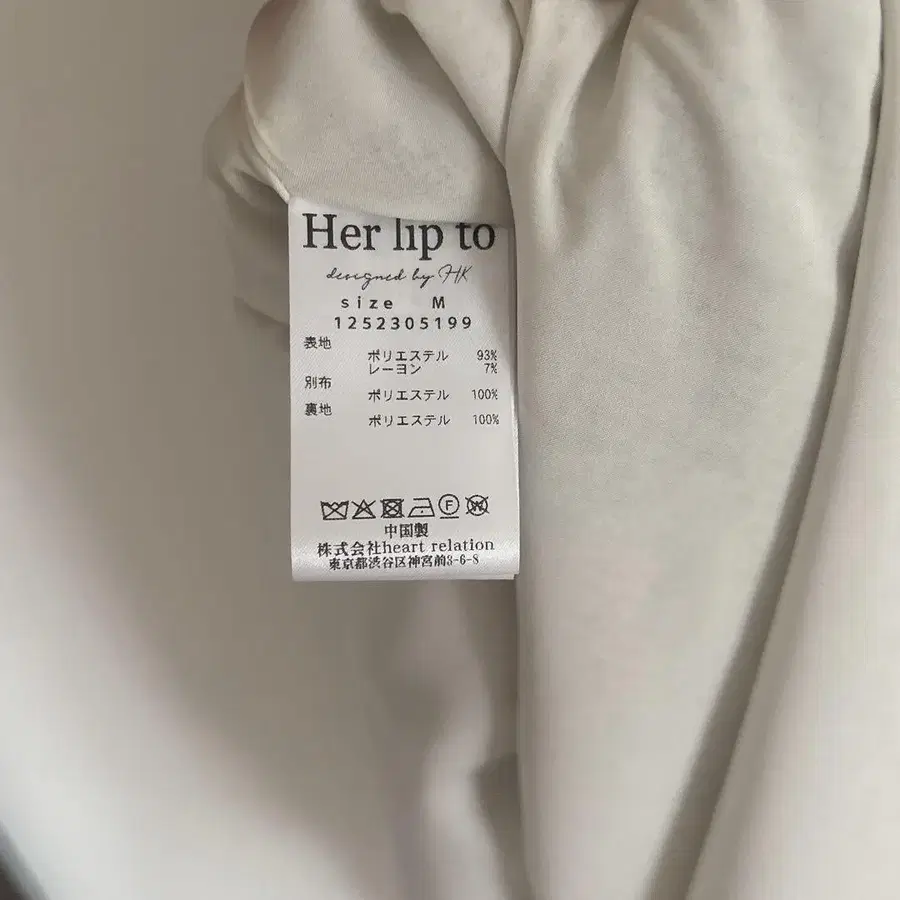 Her lip to
designed by HK
size M
1252305199
表地
ポリエステル 93%
レーヨン 7%
別布
ポリエステル 100%
裏地
ポリエステル 100%
F W
中国製
株式会社heart relation
東京都渋谷区神宮前3-6-8